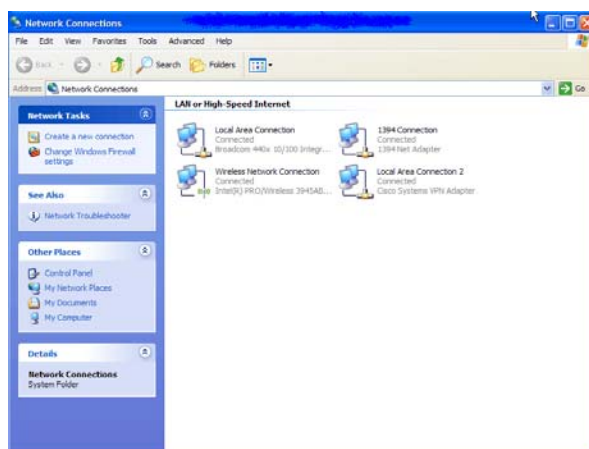 Network Connections
File Edit View Favorites Tools Advanced Help
Back Search Folders
Address Network Connections Go
Network Tasks
Create a new connection
Change Windows Firewall
settings
See Also
Network Troubleshooter
Other Places
Control Panel
My Network Places
My Documents
My Computer
Details
Network Connections
System Folder
LAN or High-Speed Internet
Local Area Connection
Connected
Broadcom 440x 10/100 Integr...
1394 Connection
Connected
1394 Net Adapter
Wireless Network Connection
Connected
Intel(R) PRO/Wireless 3945AB...
Local Area Connection 2
Connected
Cisco Systems VPN Adapter